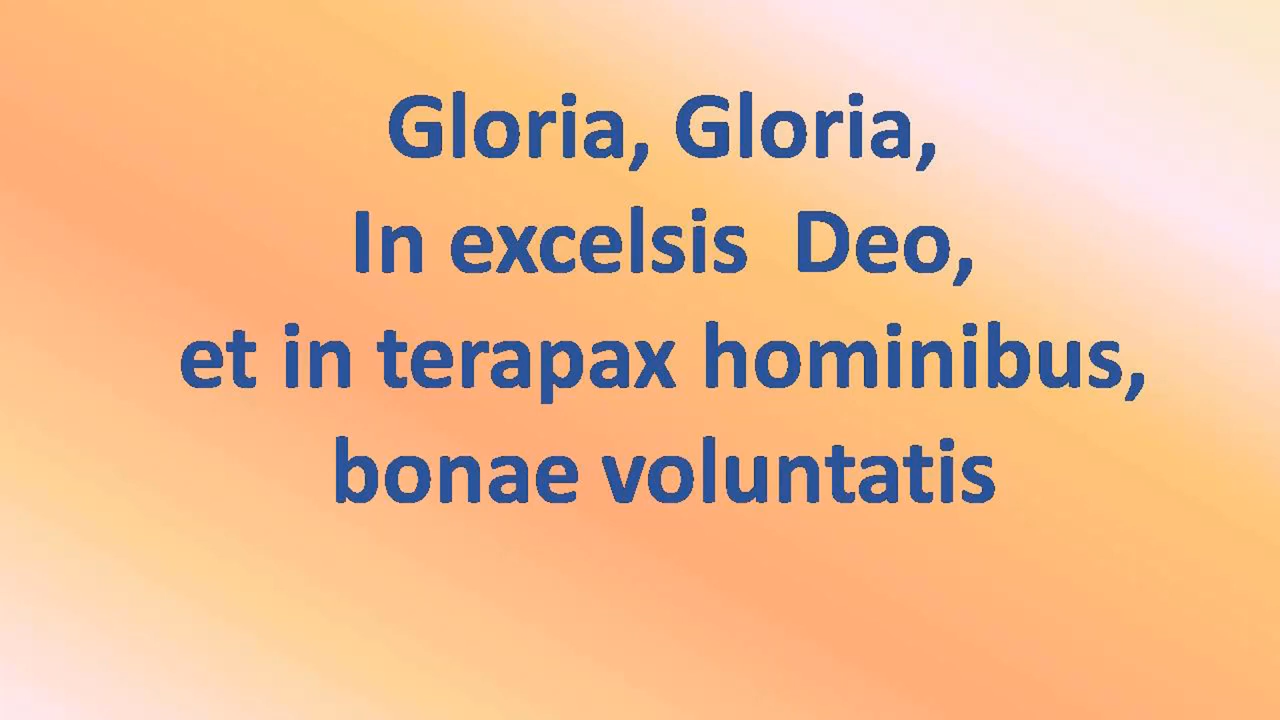 Gloria, Gloria,
In excelsis  Deo,
et in terapax hominibus,
bonae voluntatis